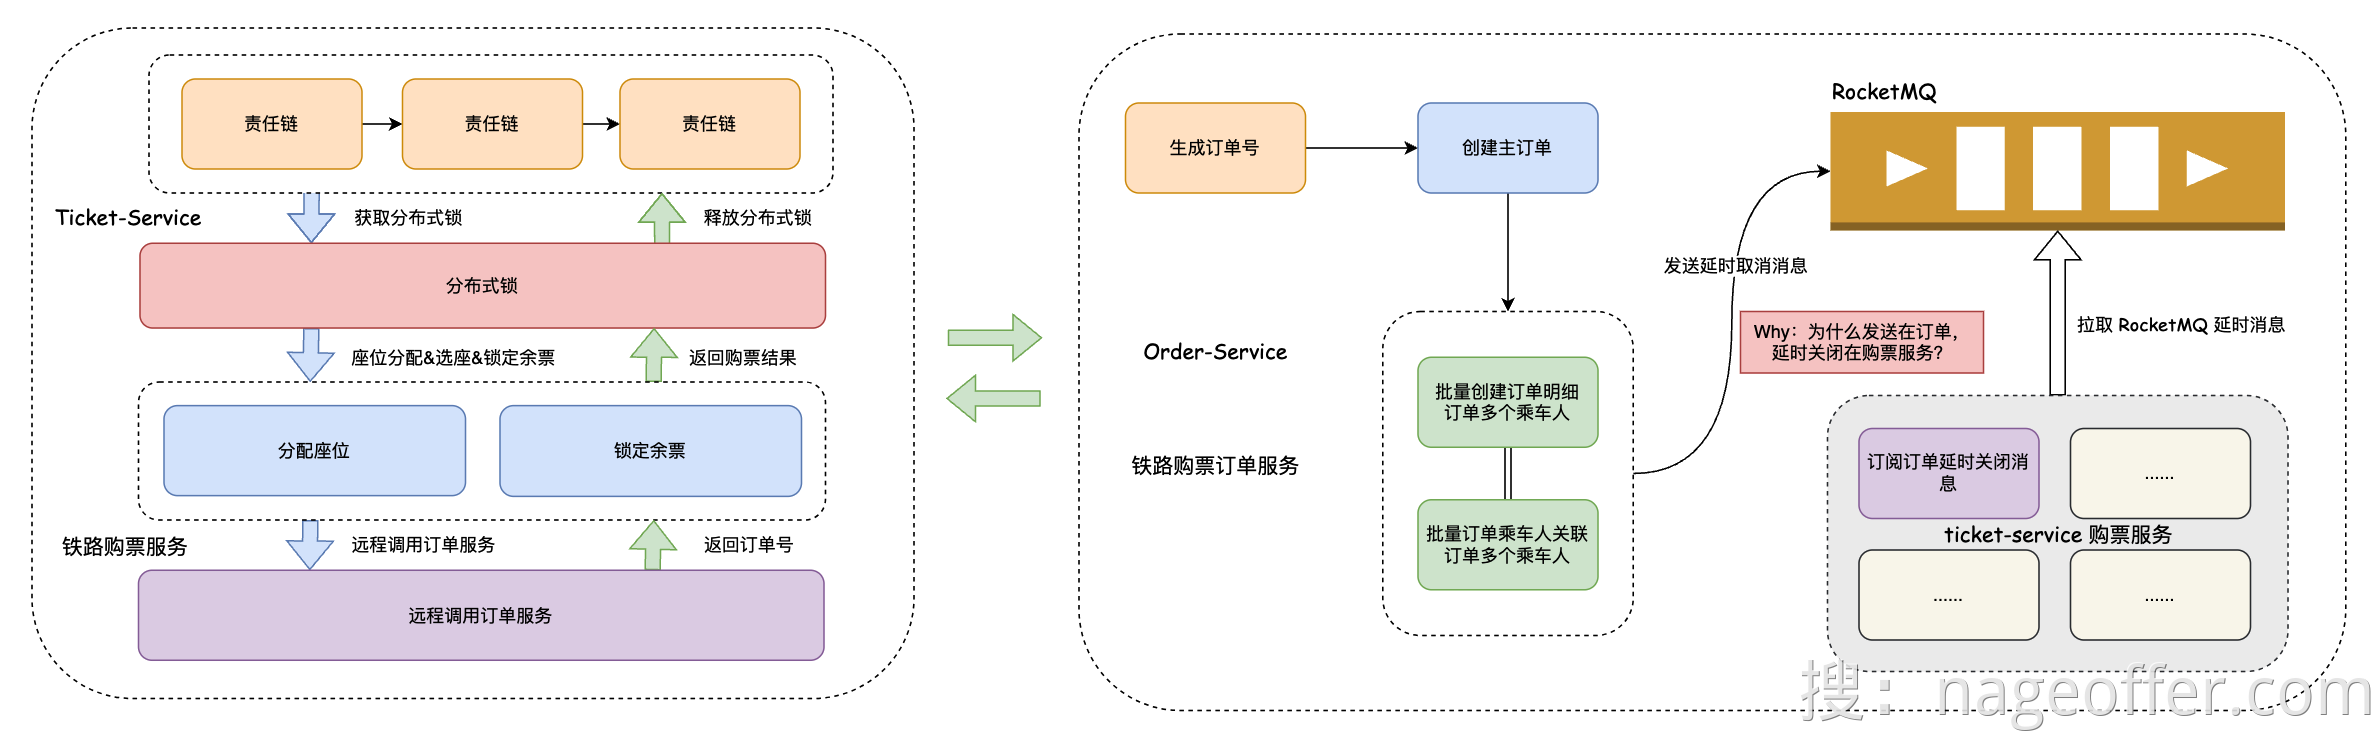 责任链
责任链
责任链
Ticket-Service
获取分布式锁
释放分布式锁
分布式锁
座位分配&选座&锁定余票
返回购票结果
分配座位
锁定余票
铁路购票服务
远程调用订单服务
返回订单号
远程调用订单服务
生成订单号
创建主订单
RocketMQ
发送延时取消消息
Order-Service
铁路购票订单服务
批量创建订单明细
订单多个乘车人
批量订单乘车人关联
订单多个乘车人
Why：为什么发送在订单，
延时关闭在购票服务？
拉取 RocketMQ 延时消息
订阅订单延时关闭消
息
......
ticket-service 购票服务
......
......
搜：nageoffer.com